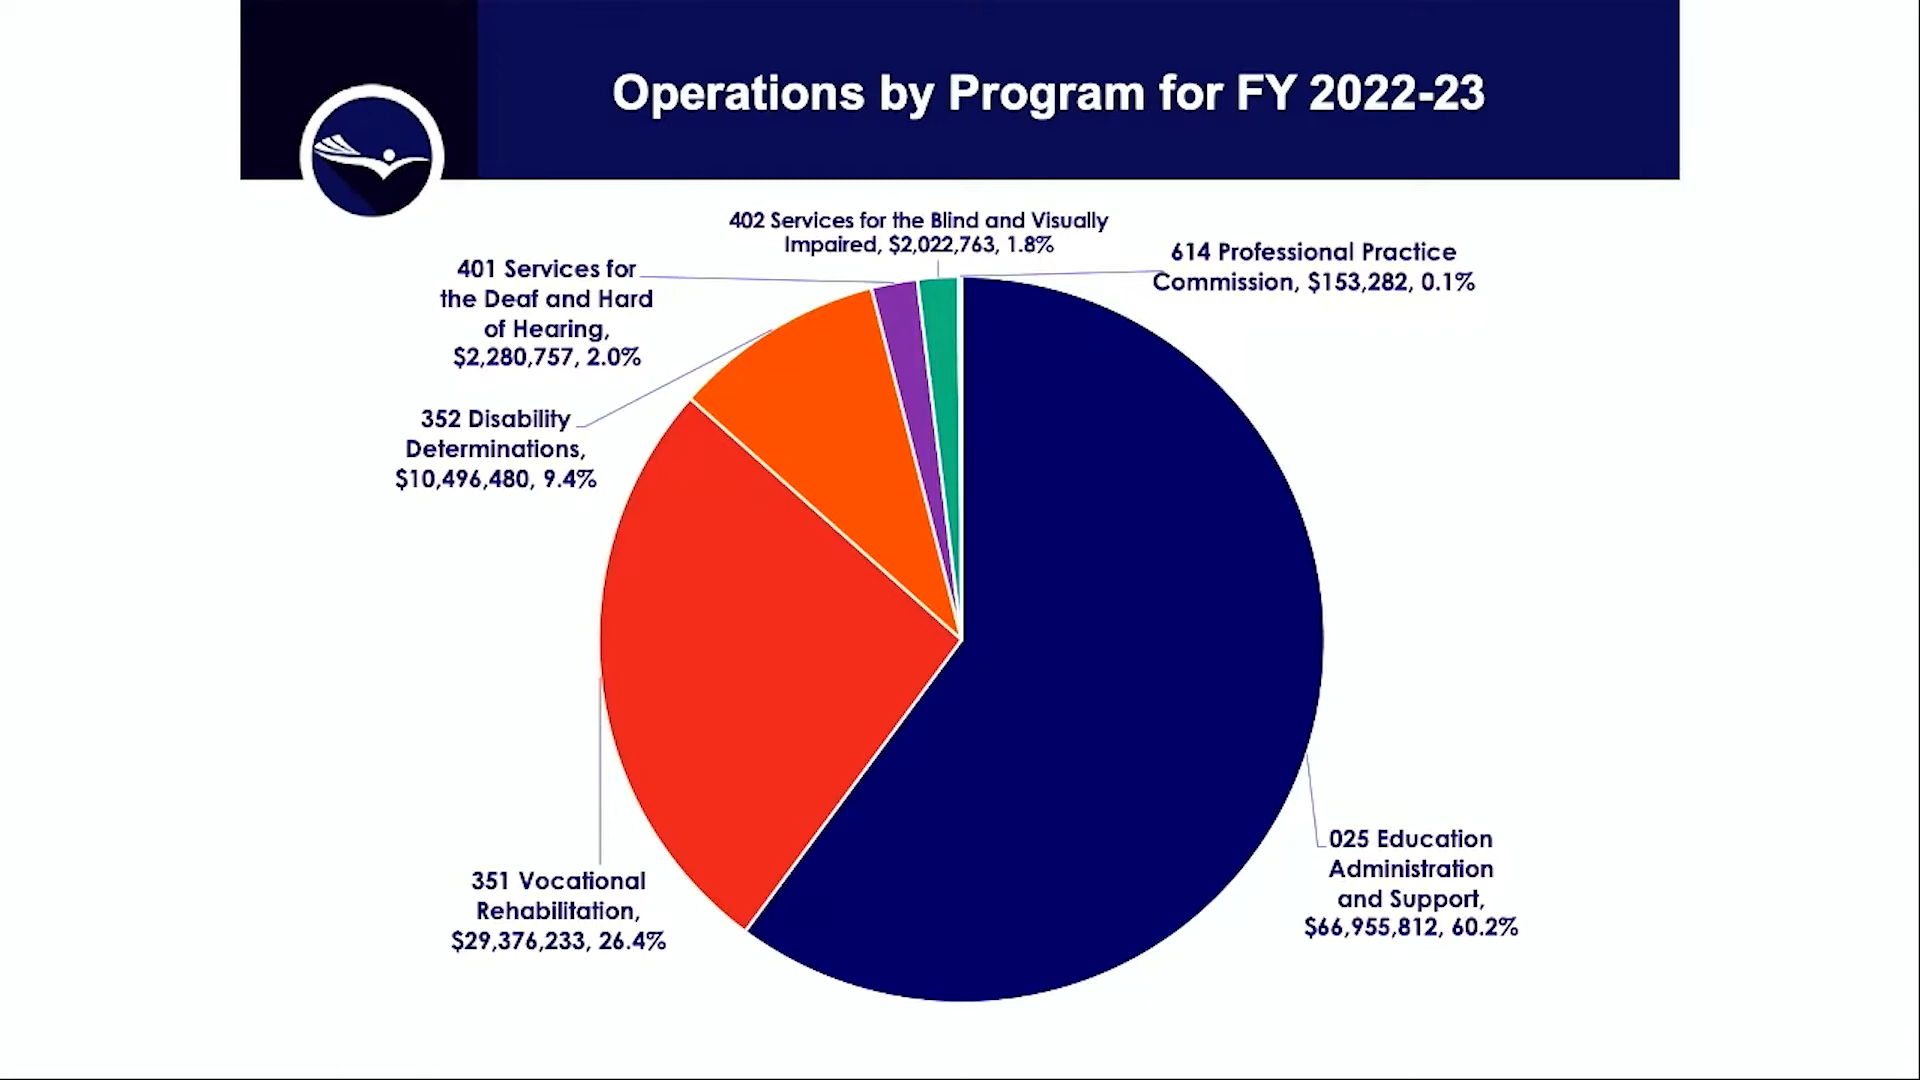 Operations by Program for FY 2022-23
402 Services for the Blind and Visually
Impaired, $2,022,763, 1.8%
614 Professional Practice
Commission, $153,282, 0.1%
401 Services for
the Deaf and Hard
of Hearing,
$2,280,757, 2.0%
352 Disability
Determinations,
$10,496,480, 9.4%
025 Education
Administration
and Support,
$66,955,812, 60.2%
351 Vocational
Rehabilitation,
$29,376,233, 26.4%